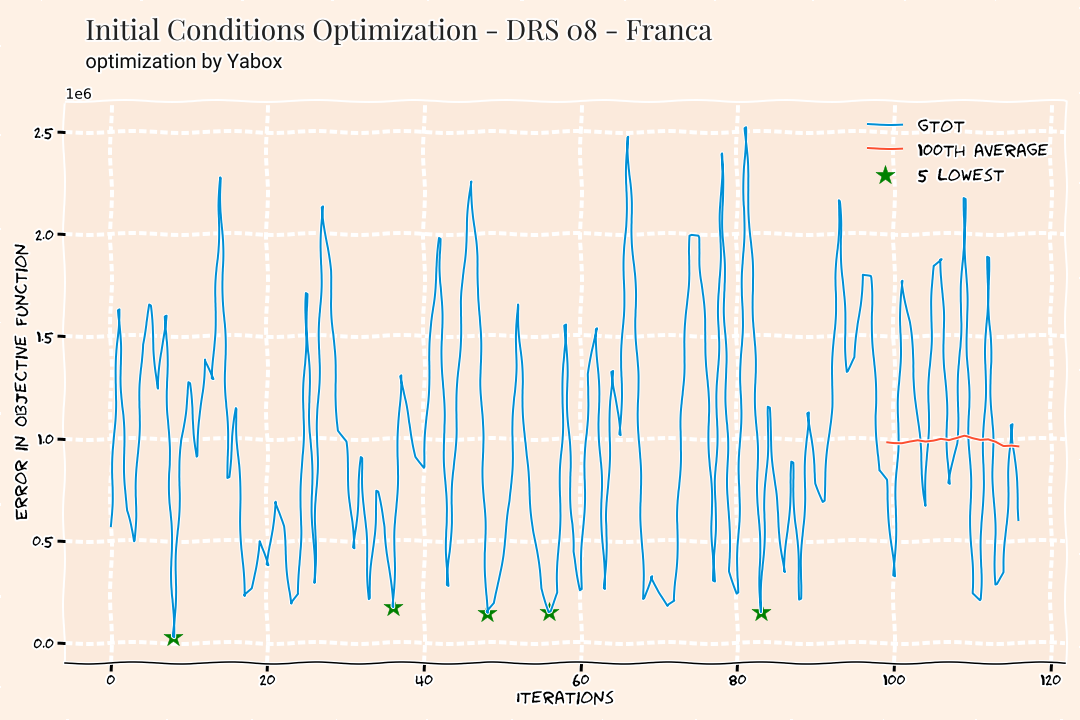 Initial Conditions Optimization - DRS 08 - Franca
optimization by Yabox
1e6
GTOT
100TH AVERAGE
5 LOWEST
ERROR IN OBJECTIVE FUNCTION
2.5
2.0
1.5
1.0
0.5
0.0
0 20 40 60 80 100 120
ITERATIONS